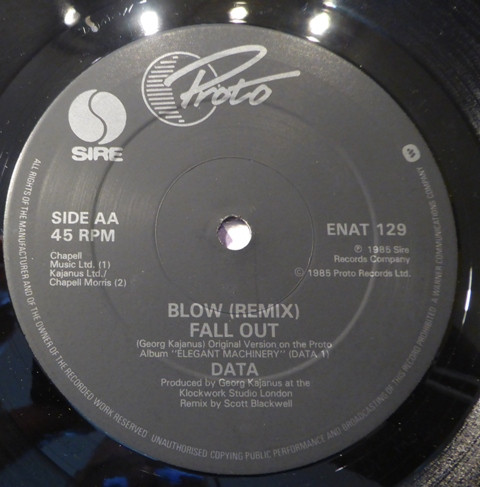 Proto
SIRE
SIDE AA
45 RPM
ENAT 129
Chapell
Music Ltd. (1)
Kajanus Ltd./
Chapell Morris (2)
℗ 1985 Sire
Records Company
© 1985 Proto Records Ltd.
BLOW (REMIX)
FALL OUT
(Georg Kajanus) Original Version on the Proto
Album "ELEGANT MACHINERY" (DATA 1)
DATA
Produced by Georg Kajanus at the
Klockwork Studio London
Remix by Scott Blackwell
ALL RIGHTS OF THE MANUFACTURER AND OF THE OWNER OF THE RECORDED WORK RESERVED UNAUTHORISED COPYING PUBLIC PERFORMANCE AND BROADCASTING OF THIS RECORD PROHIBITED A WARNER COMMUNICATIONS COMPANY